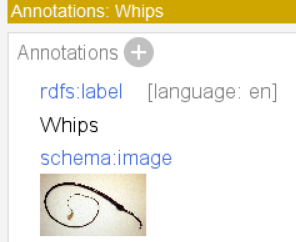 Annotations: Whips
Annotations +
rdfs:label [language: en]
Whips
schema:image